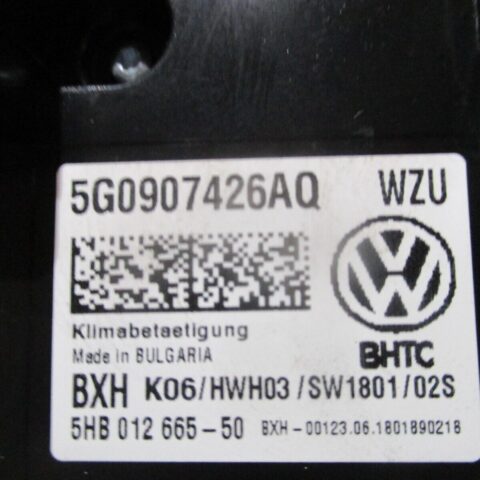 5G0907426AQ WZU
Klimabetaetigung
Made in BULGARIA
BHTC
BXH K06/HWH03/SW1801/02S
5HB 012 665-50 BXH-00123.06.1801890218